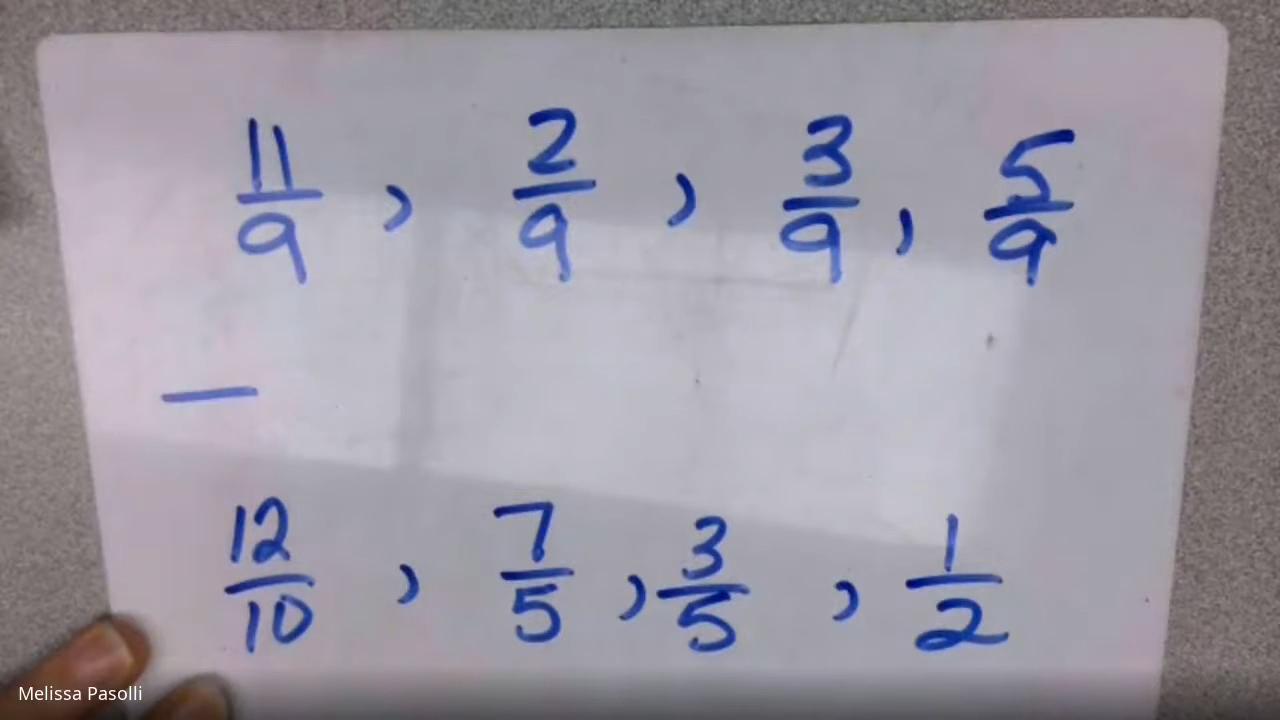 11/9 , 2/9 , 3/9 , 5/9
—
12/10 , 7/5 , 3/5 , 1/2
Melissa Pasolli